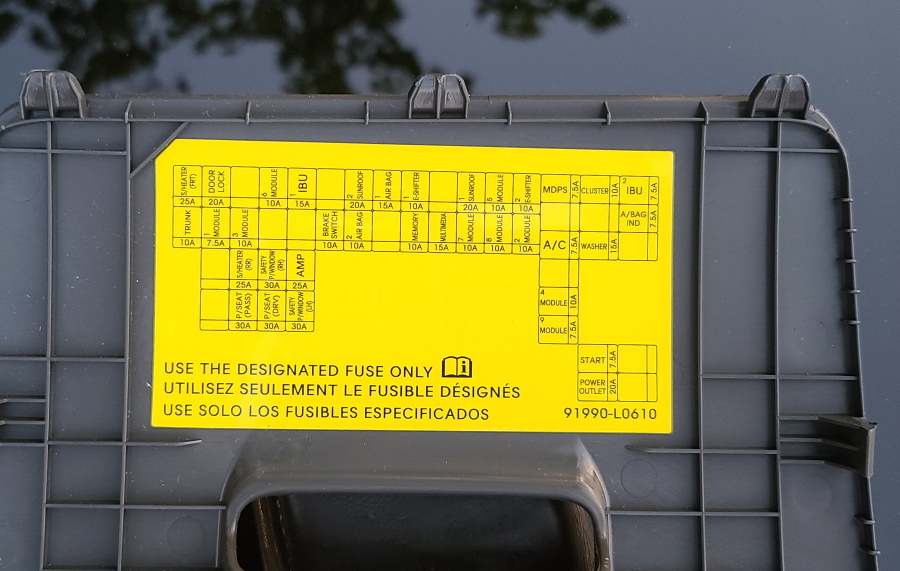 S/HEATER (FRT) DOOR LOCK 6 MODULE 1 IBU 2 SUNROOF 1 AIR BAG 1 E-SHIFTER 1 SUNROOF 5 MODULE 2 E-SHIFTER MDPS 7.5A CLUSTER 10A 2 IBU 7.5A
25A 20A 10A 15A 20A 15A 10A 20A 10A 10A
TRUNK 1 MODULE 3 MODULE BRAKE SWITCH 2 AIR BAG MEMORY MULTIMEDIA 7 MODULE 8 MODULE 2 MODULE A/BAG IND 7.5A
10A 7.5A 10A 10A 10A 10A 15A 10A 10A 10A A/C 7.5A WASHER 15A
S/HEATER (RR) SAFETY P/WINDOW (RH) AMP
25A 30A 25A
P/SEAT (PASS) P/SEAT (DRV) SAFETY P/WINDOW (LH) 4 MODULE 10A
30A 30A 30A 9 MODULE 7.5A
START 7.5A
POWER OUTLET 20A
USE THE DESIGNATED FUSE ONLY
UTILISEZ SEULEMENT LE FUSIBLE DÉSIGNÉS
USE SOLO LOS FUSIBLES ESPECIFICADOS 91990-L0610